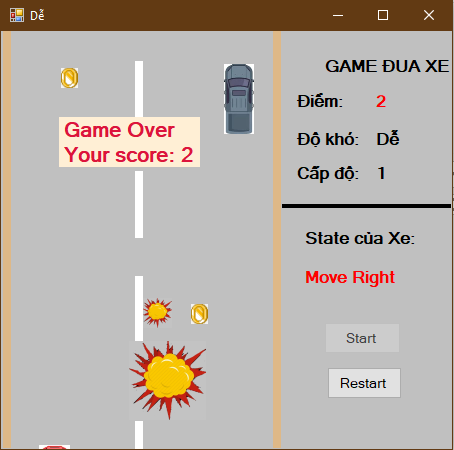 Dễ
Game Over
Your score: 2
GAME ĐUA XE
Điểm: 2
Độ khó: Dễ
Cấp độ: 1
State của Xe:
Move Right
Start
Restart